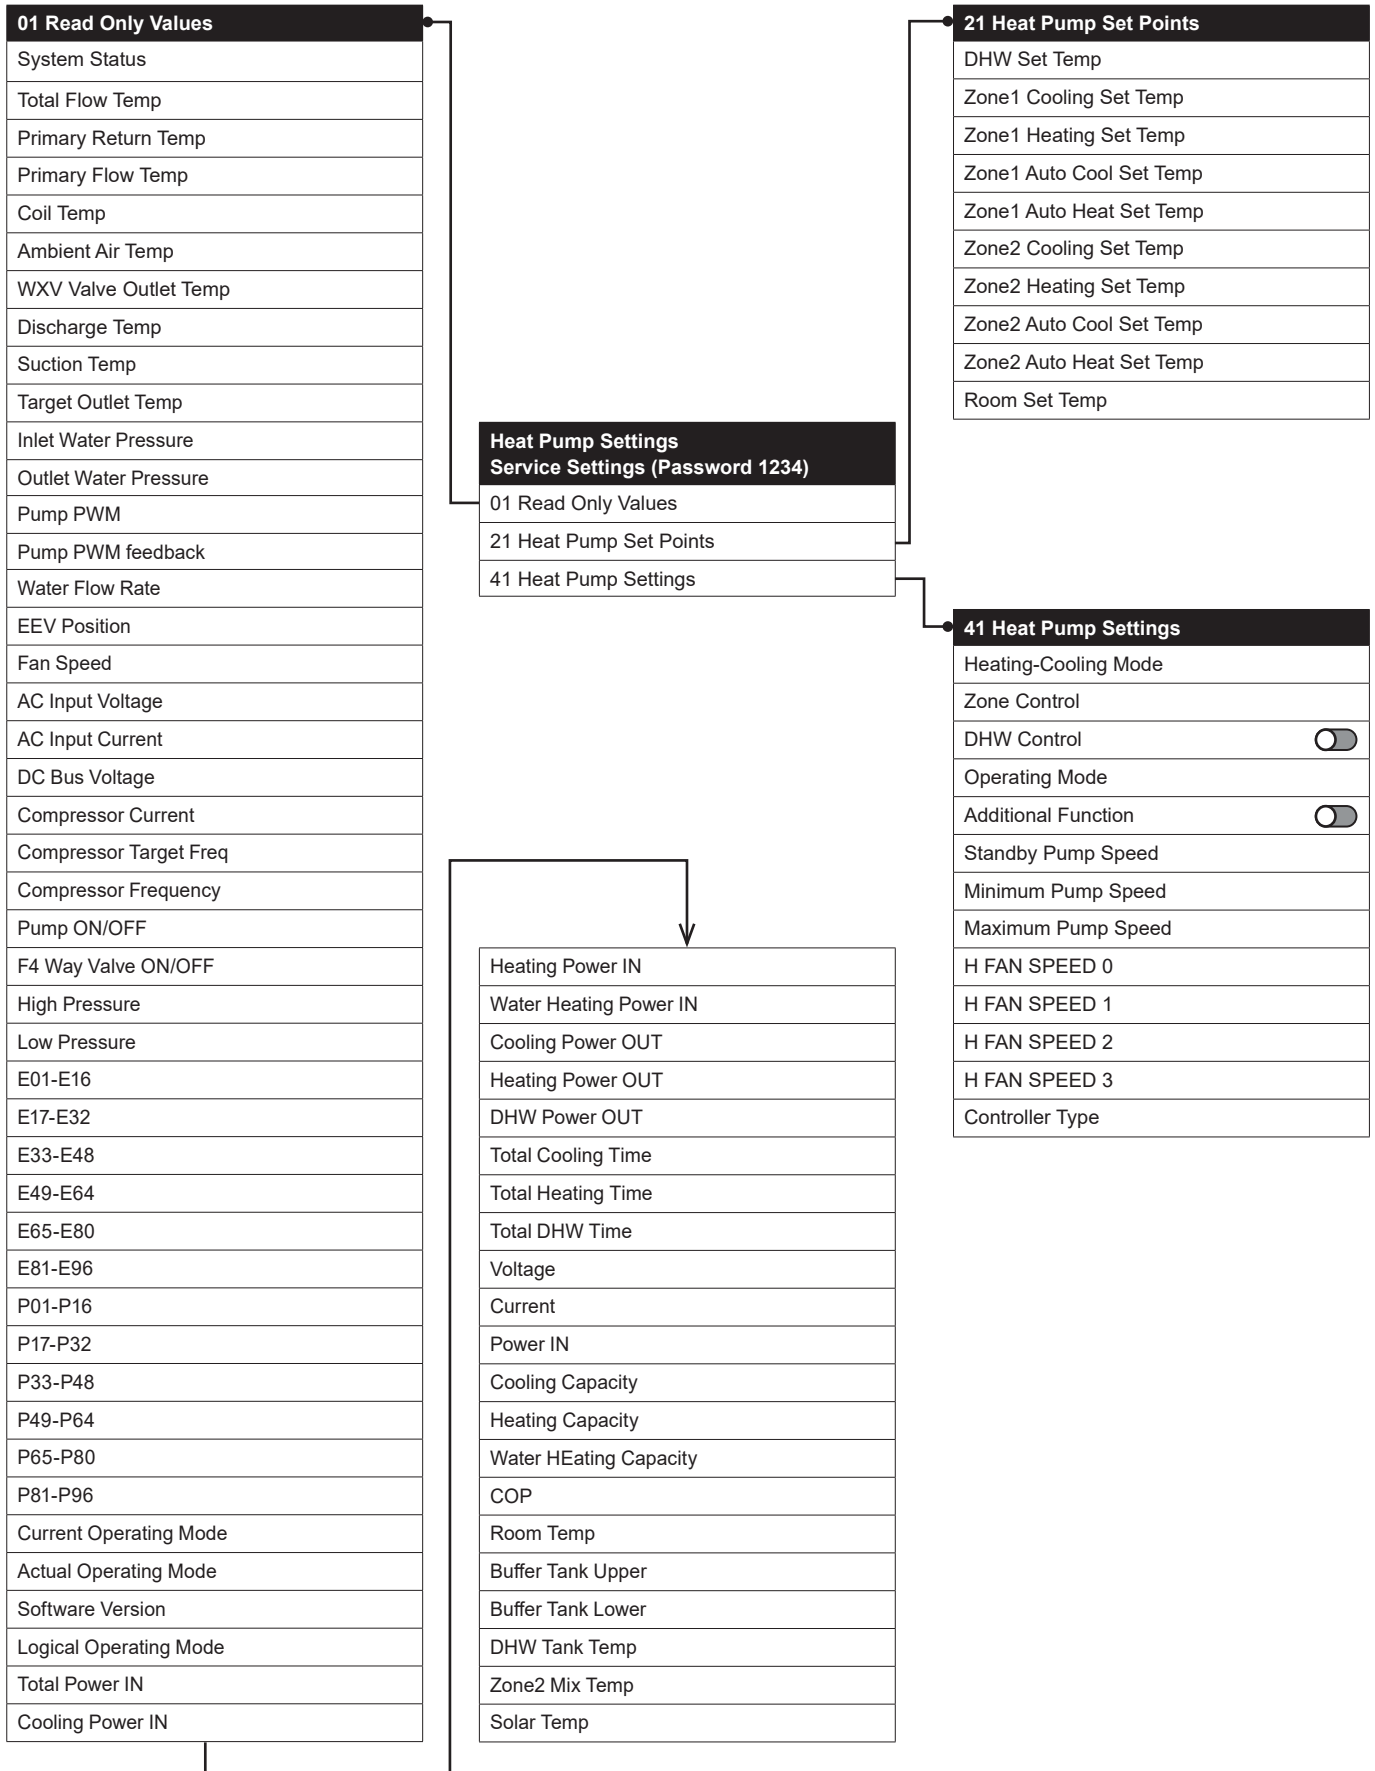 01 Read Only Values
System Status
Total Flow Temp
Primary Return Temp
Primary Flow Temp
Coil Temp
Ambient Air Temp
WXV Valve Outlet Temp
Discharge Temp
Suction Temp
Target Outlet Temp
Inlet Water Pressure
Outlet Water Pressure
Pump PWM
Pump PWM feedback
Water Flow Rate
EEV Position
Fan Speed
AC Input Voltage
AC Input Current
DC Bus Voltage
Compressor Current
Compressor Target Freq
Compressor Frequency
Pump ON/OFF
F4 Way Valve ON/OFF
High Pressure
Low Pressure
E01-E16
E17-E32
E33-E48
E49-E64
E65-E80
E81-E96
P01-P16
P17-P32
P33-P48
P49-P64
P65-P80
P81-P96
Current Operating Mode
Actual Operating Mode
Software Version
Logical Operating Mode
Total Power IN
Cooling Power IN
Heat Pump Settings
Service Settings (Password 1234)
01 Read Only Values
21 Heat Pump Set Points
41 Heat Pump Settings
Heating Power IN
Water Heating Power IN
Cooling Power OUT
Heating Power OUT
DHW Power OUT
Total Cooling Time
Total Heating Time
Total DHW Time
Voltage
Current
Power IN
Cooling Capacity
Heating Capacity
Water HEating Capacity
COP
Room Temp
Buffer Tank Upper
Buffer Tank Lower
DHW Tank Temp
Zone2 Mix Temp
Solar Temp
21 Heat Pump Set Points
DHW Set Temp
Zone1 Cooling Set Temp
Zone1 Heating Set Temp
Zone1 Auto Cool Set Temp
Zone1 Auto Heat Set Temp
Zone2 Cooling Set Temp
Zone2 Heating Set Temp
Zone2 Auto Cool Set Temp
Zone2 Auto Heat Set Temp
Room Set Temp
41 Heat Pump Settings
Heating-Cooling Mode
Zone Control
DHW Control
Operating Mode
Additional Function
Standby Pump Speed
Minimum Pump Speed
Maximum Pump Speed
H FAN SPEED 0
H FAN SPEED 1
H FAN SPEED 2
H FAN SPEED 3
Controller Type